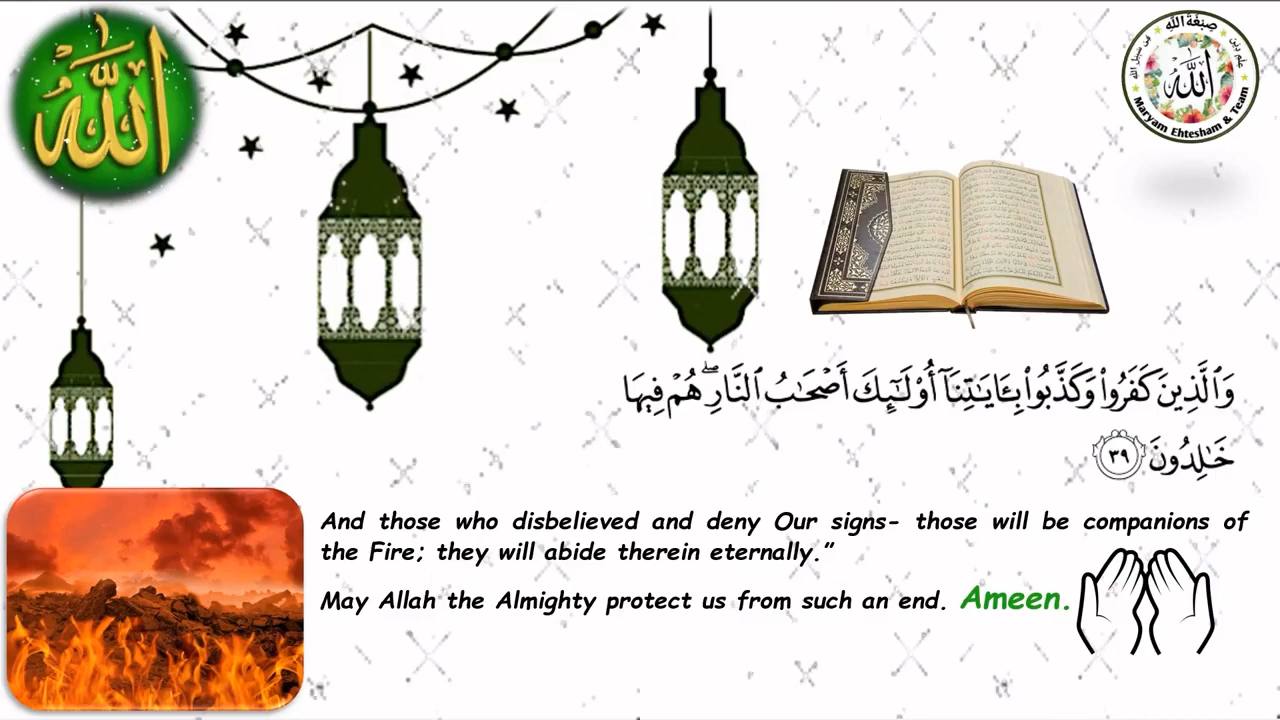 الله
صِبْغَةَ اللَّهِ
الله
Maryam Ehtesham & Team
وَٱلَّذِينَ كَفَرُوا۟ وَكَذَّبُوا۟ بِـَٔايَـٰتِنَآ أُو۟لَـٰٓئِكَ أَصْحَـٰبُ ٱلنَّارِ ۖ هُمْ فِيهَا
خَـٰلِدُونَ ٣٩
And those who disbelieved and deny Our signs- those will be companions of
the Fire; they will abide therein eternally.”
May Allah the Almighty protect us from such an end. Ameen.